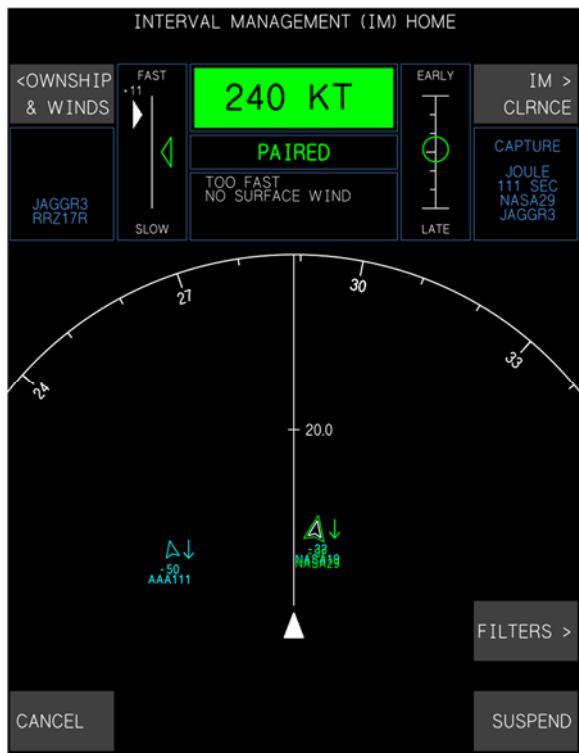 INTERVAL MANAGEMENT (IM) HOME
<OWNSHIP
& WINDS
FAST
+11
SLOW
240 KT
PAIRED
TOO FAST
NO SURFACE WIND
EARLY
LATE
IM >
CLRNCE
JAGGR3
RRZ17R
CAPTURE
JOULE
111 SEC
NASA29
JAGGR3
24
27
30
33
20.0
-50
AAA111
-33
NASA29
FILTERS >
CANCEL
SUSPEND